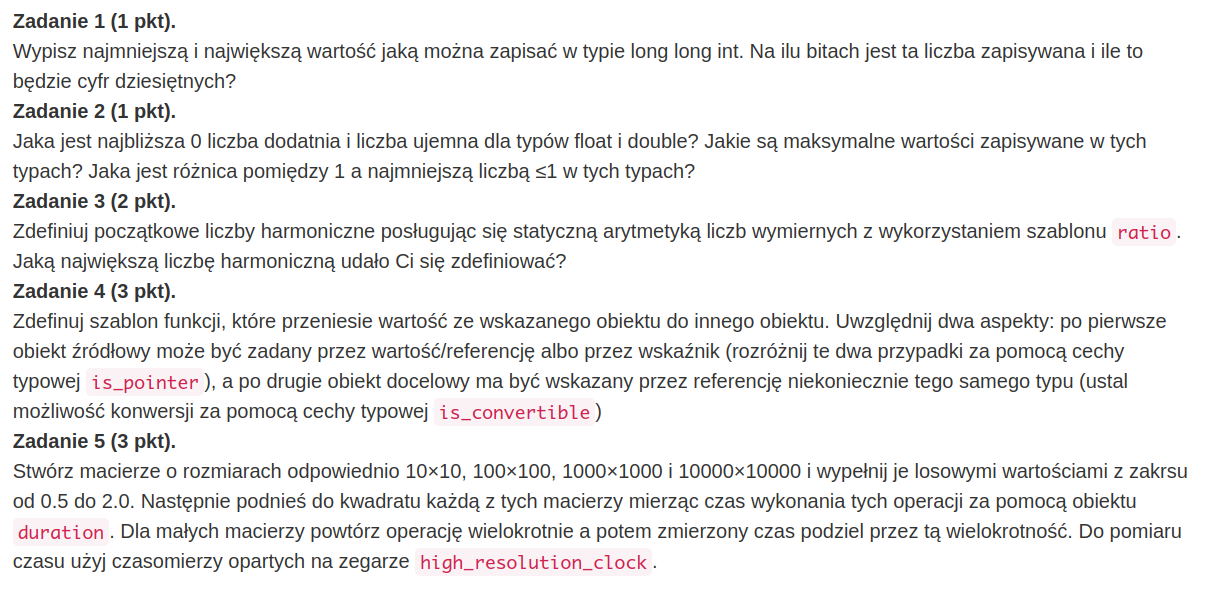 Zadanie 1 (1 pkt).
Wypisz najmniejszą i największą wartość jaką można zapisać w typie long long int. Na ilu bitach jest ta liczba zapisywana i ile to
będzie cyfr dziesiętnych?
Zadanie 2 (1 pkt).
Jaka jest najbliższa 0 liczba dodatnia i liczba ujemna dla typów float i double? Jakie są maksymalne wartości zapisywane w tych
typach? Jaka jest różnica pomiędzy 1 a najmniejszą liczbą ≤1 w tych typach?
Zadanie 3 (2 pkt).
Zdefiniuj początkowe liczby harmoniczne posługując się statyczną arytmetyką liczb wymiernych z wykorzystaniem szablonu ratio.
Jaką największą liczbę harmoniczną udało Ci się zdefiniować?
Zadanie 4 (3 pkt).
Zdefinuj szablon funkcji, które przeniesie wartość ze wskazanego obiektu do innego obiektu. Uwzględnij dwa aspekty: po pierwsze
obiekt źródłowy może być zadany przez wartość/referencję albo przez wskaźnik (rozróżnij te dwa przypadki za pomocą cechy
typowej is_pointer), a po drugie obiekt docelowy ma być wskazany przez referencję niekoniecznie tego samego typu (ustal
możliwość konwersji za pomocą cechy typowej is_convertible)
Zadanie 5 (3 pkt).
Stwórz macierze o rozmiarach odpowiednio 10×10, 100×100, 1000×1000 i 10000×10000 i wypełnij je losowymi wartościami z zakrsu
od 0.5 do 2.0. Następnie podnieś do kwadratu każdą z tych macierzy mierząc czas wykonania tych operacji za pomocą obiektu
duration. Dla małych macierzy powtórz operację wielokrotnie a potem zmierzony czas podziel przez tą wielokrotność. Do pomiaru
czasu użyj czasomierzy opartych na zegarze high_resolution_clock.